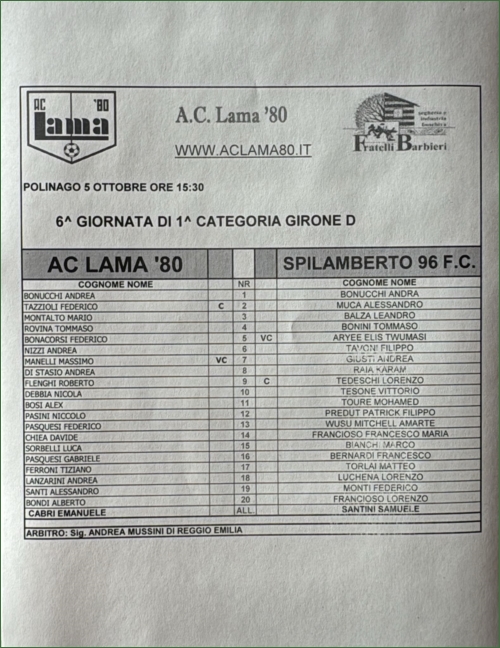 AC '80
Lama
A.C. Lama '80
WWW.ACLAMA80.IT
segheria e
industria
boschiva
Fratelli Barbieri
POLINAGO 5 OTTOBRE ORE 15:30
6^ GIORNATA DI 1^ CATEGORIA GIRONE D
AC LAMA '80 SPILAMBERTO 96 F.C.
COGNOME NOME NR COGNOME NOME
BONUCCHI ANDREA 1 BONUCCHI ANDRA
TAZZIOLI FEDERICO C 2 MUCA ALESSANDRO
MONTALTO MARIO 3 BALZA LEANDRO
ROVINA TOMMASO 4 BONINI TOMMASO
BONACORSI FEDERICO 5 VC ARYEE ELIS TWUMASI
NIZZI ANDREA 6 TAVONI FILIPPO
MANELLI MASSIMO VC 7 GIUSTI ANDREA
DI STASIO ANDREA 8 RAIA KARAM
FLENGHI ROBERTO 9 C TEDESCHI LORENZO
DEBBIA NICOLA 10 TESONE VITTORIO
BOSI ALEX 11 TOURE MOHAMED
PASINI NICCOLO 12 PREDUT PATRICK FILIPPO
PASQUESI FEDERICO 13 WUSU MITCHELL AMARTE
CHIEA DAVIDE 14 FRANCIOSO FRANCESCO MARIA
SORBELLI LUCA 15 BIANCHI MARCO
PASQUESI GABRIELE 16 BERNARDI FRANCESCO
FERRONI TIZIANO 17 TORLAI MATTEO
LANZARINI ANDREA 18 LUCHENA LORENZO
SANTI ALESSANDRO 19 MONTI FEDERICO
BONDI ALBERTO 20 FRANCIOSO LORENZO
CABRI EMANUELE ALL. SANTINI SAMUELE
ARBITRO: Sig. ANDREA MUSSINI DI REGGIO EMILIA